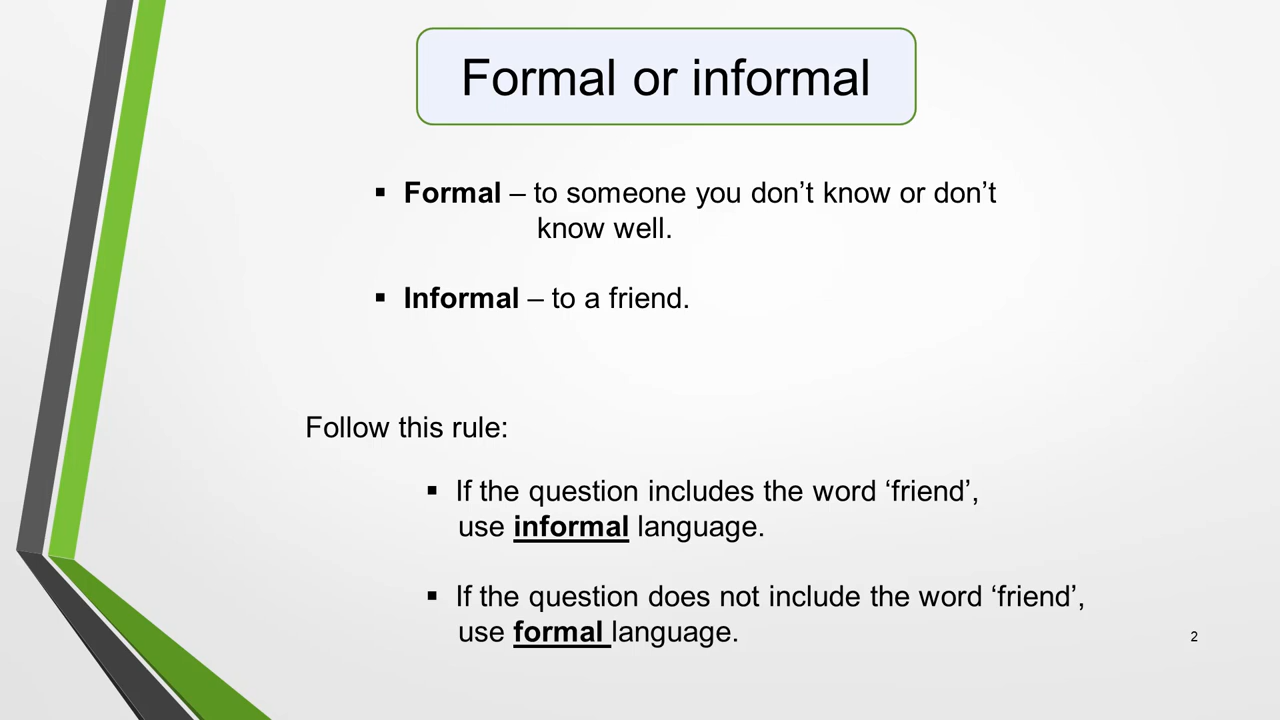 Formal or informal
▪ Formal – to someone you don’t know or don’t
know well.
▪ Informal – to a friend.
Follow this rule:
▪ If the question includes the word ‘friend’,
use informal language.
▪ If the question does not include the word ‘friend’,
use formal language.
2